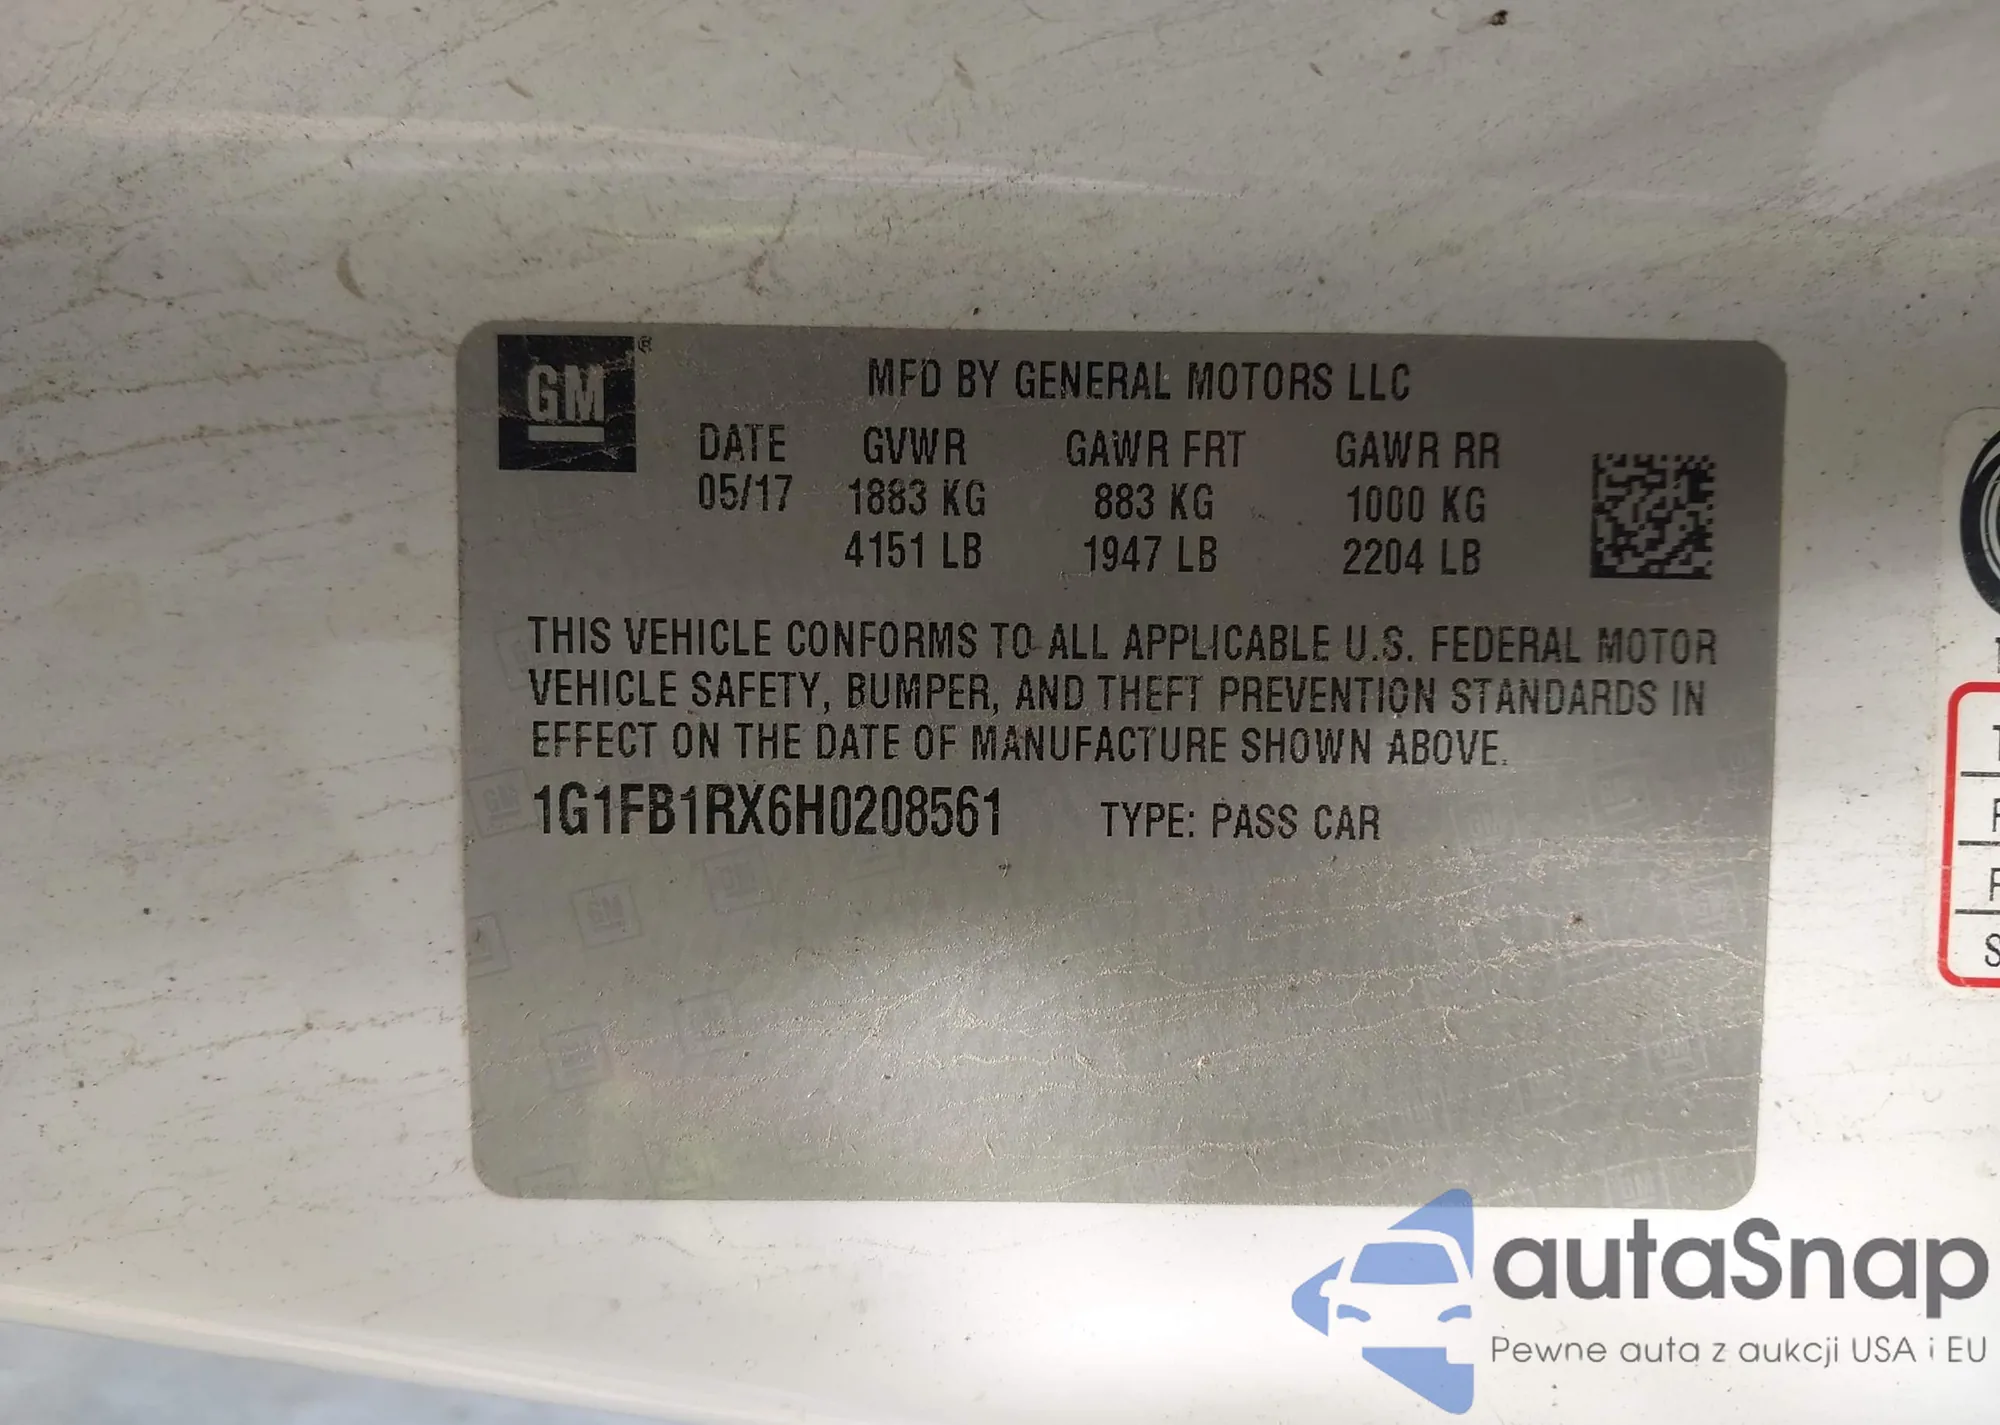 GM®
MFD BY GENERAL MOTORS LLC
DATE GVWR GAWR FRT GAWR RR
05/17 1883 KG 883 KG 1000 KG
4151 LB 1947 LB 2204 LB
THIS VEHICLE CONFORMS TO ALL APPLICABLE U.S. FEDERAL MOTOR
VEHICLE SAFETY, BUMPER, AND THEFT PREVENTION STANDARDS IN
EFFECT ON THE DATE OF MANUFACTURE SHOWN ABOVE.
1G1FB1RX6H0208561 TYPE: PASS CAR
autaSnap
Pewne auta z aukcji USA i EU